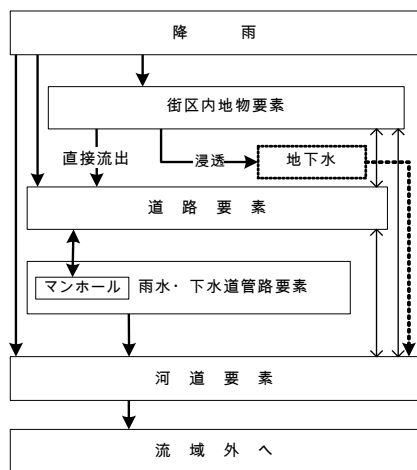 降 雨
街区内地物要素
直接流出
浸透
地下水
道 路 要 素
マンホール 雨水・下水道管路要素
河 道 要 素
流 域 外 へ